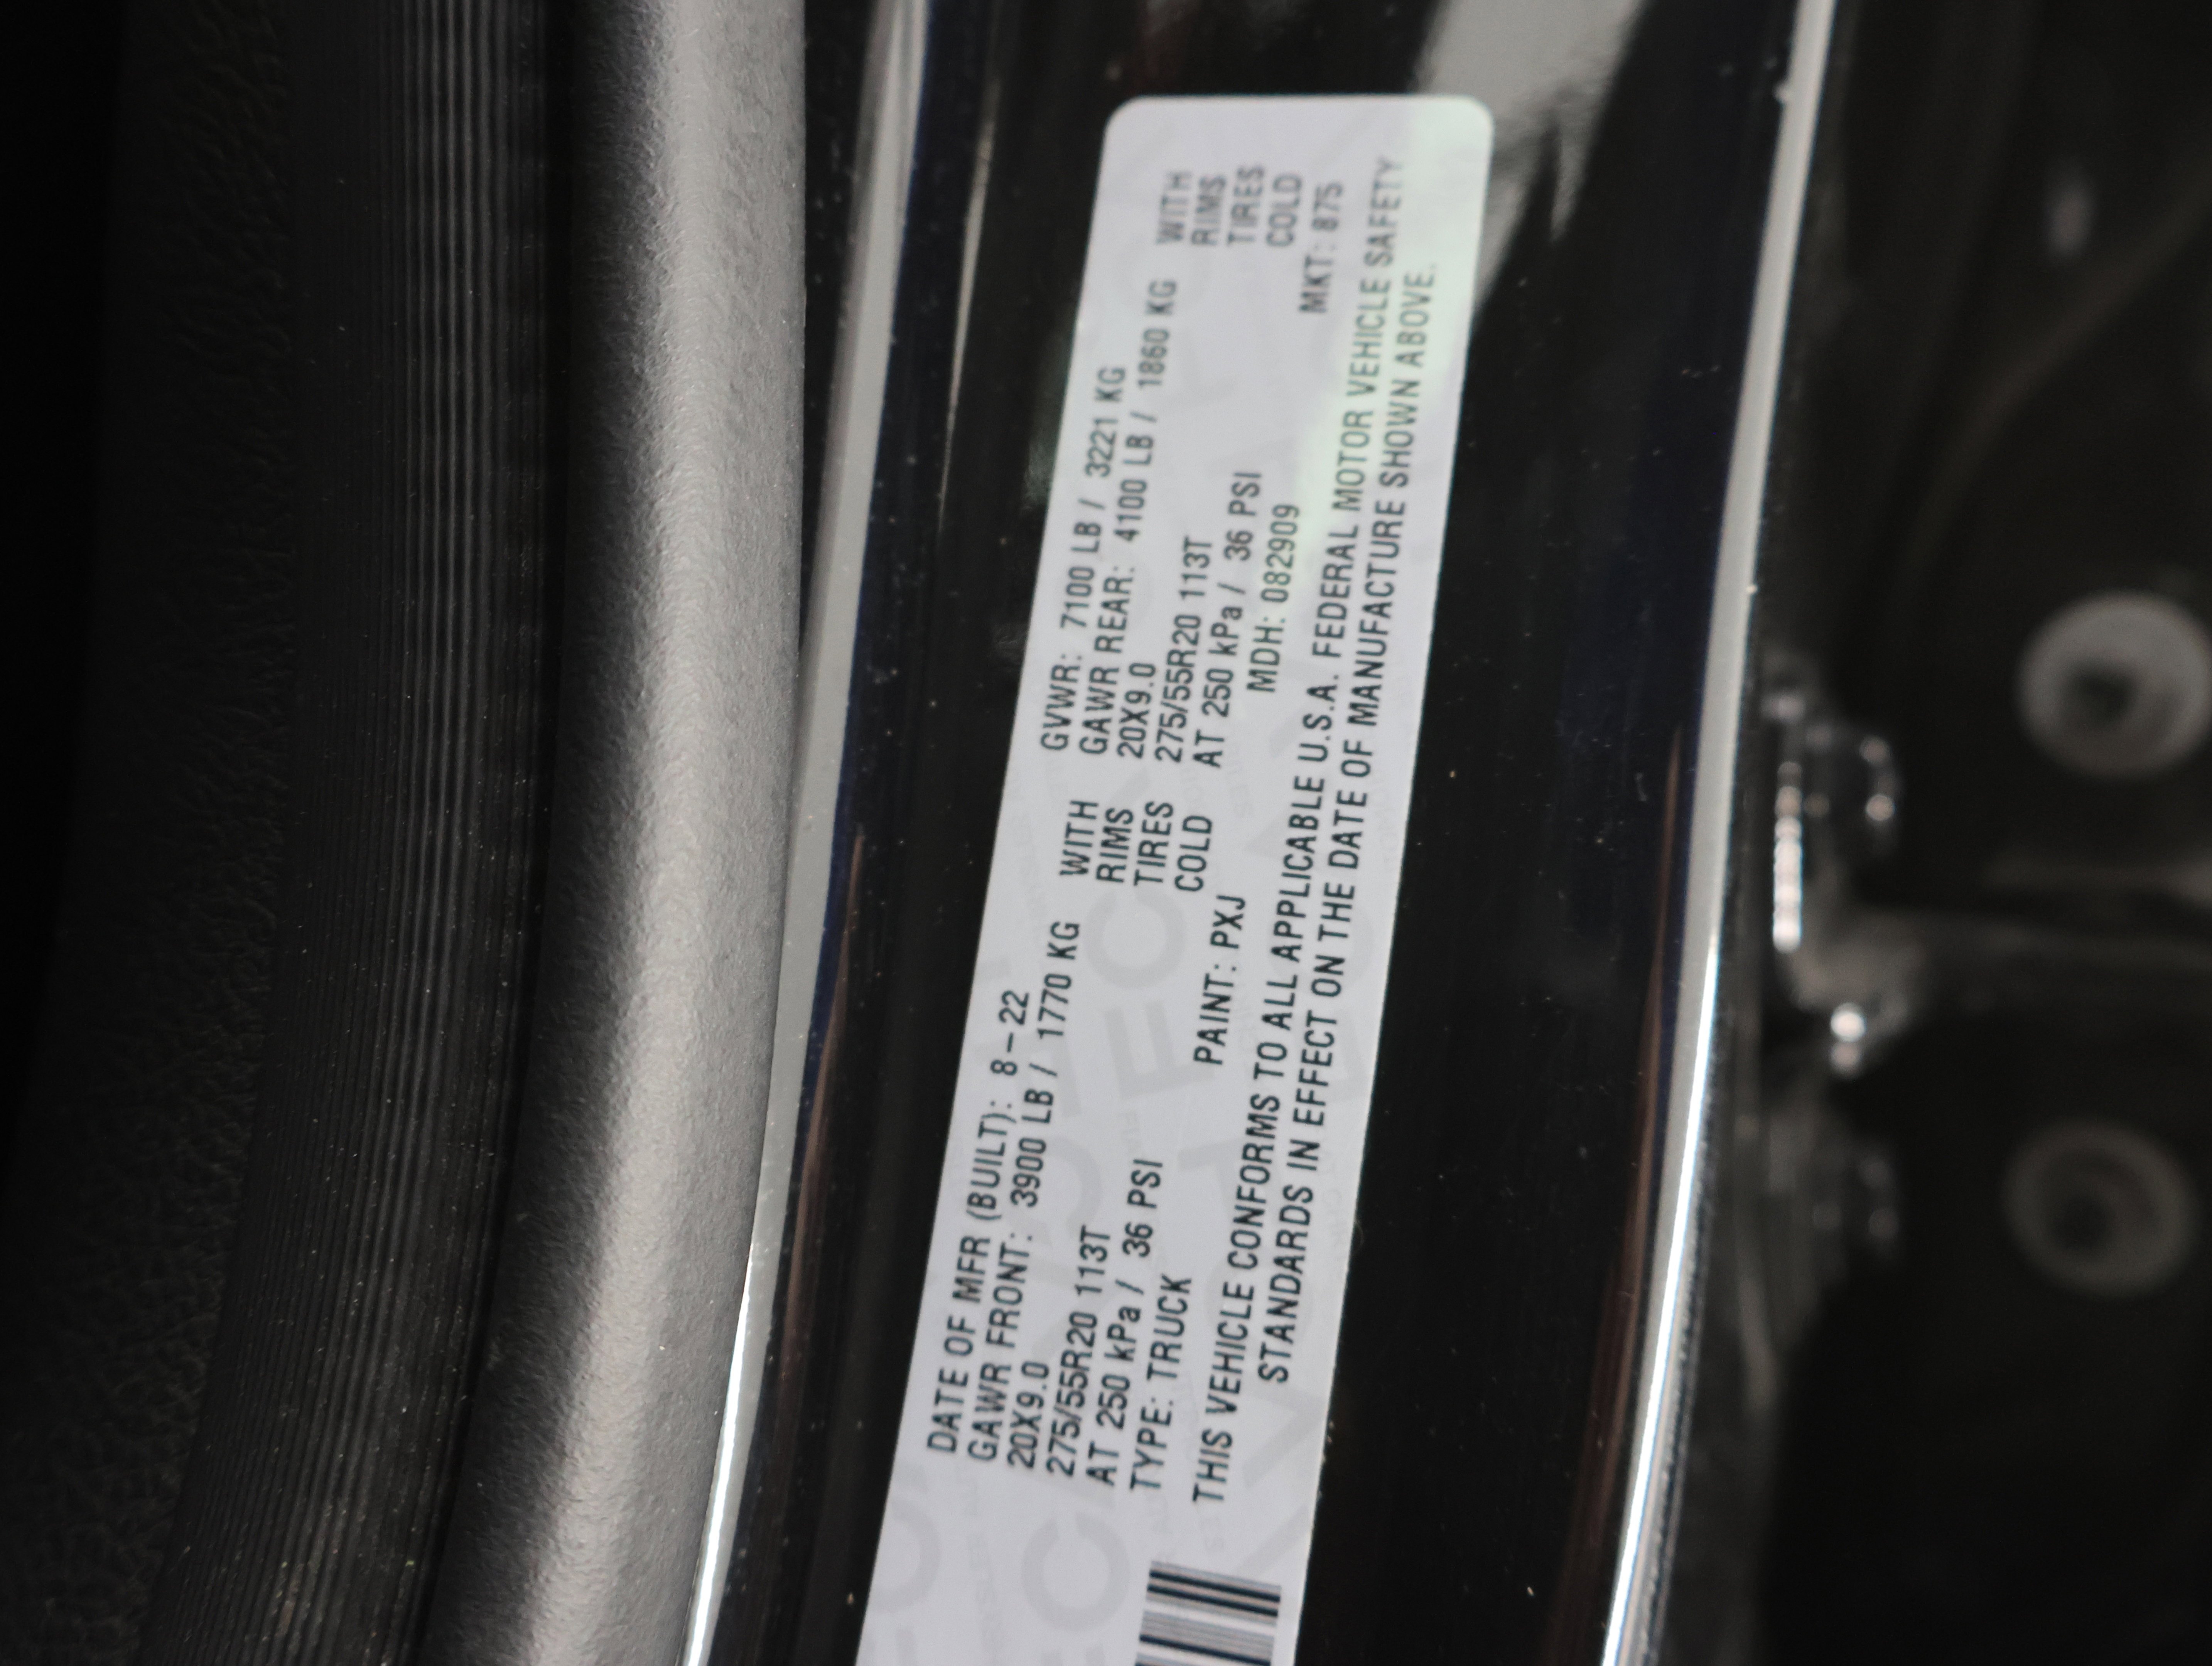 DATE OF MFR (BUILT): 8-22 GVWR: 7100 LB / 3221 KG
GAWR FRONT: 3900 LB / 1770 KG WITH GAWR REAR: 4100 LB / 1860 KG WITH
20X9.0 RIMS 20X9.0 RIMS
275/55R20 113T TIRES 275/55R20 113T TIRES
AT 250 kPa / 36 PSI COLD AT 250 kPa / 36 PSI COLD
TYPE: TRUCK PAINT: PXJ MDH: 082909 MKT: 875
THIS VEHICLE CONFORMS TO ALL APPLICABLE U.S.A. FEDERAL MOTOR VEHICLE SAFETY
STANDARDS IN EFFECT ON THE DATE OF MANUFACTURE SHOWN ABOVE.